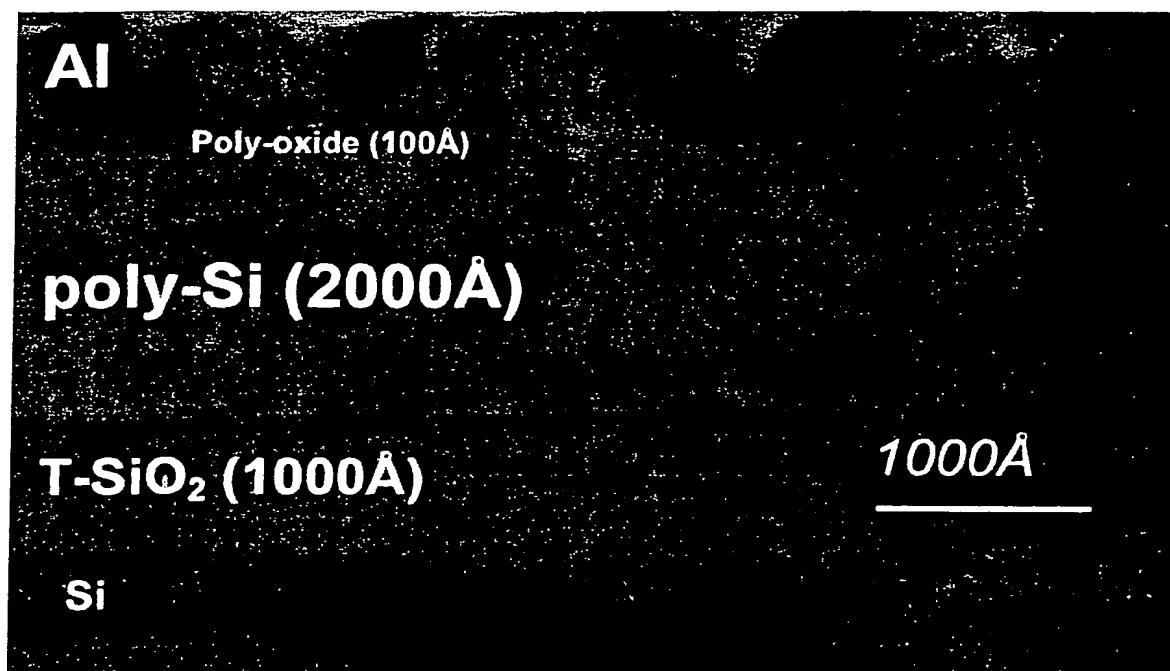 Al
Poly-oxide (100Å)
poly-Si (2000Å)
T-SiO₂ (1000Å)
1000Å
Si